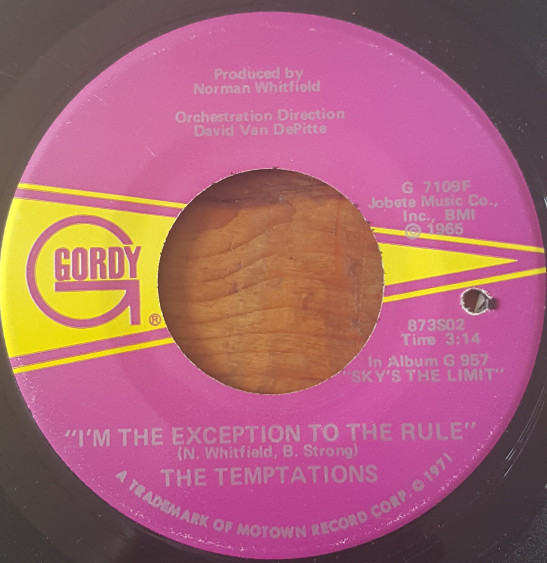 Produced by
Norman Whitfield
Orchestration Direction
David Van DePitte
G 7109F
Jobete Music Co.,
Inc., BMI
© 1965
GORDY
®
873S02
Time 3:14
In Album G 957
"SKY'S THE LIMIT"
"I'M THE EXCEPTION TO THE RULE"
(N. Whitfield, B. Strong)
THE TEMPTATIONS
A TRADEMARK OF MOTOWN RECORD CORP. © 1971